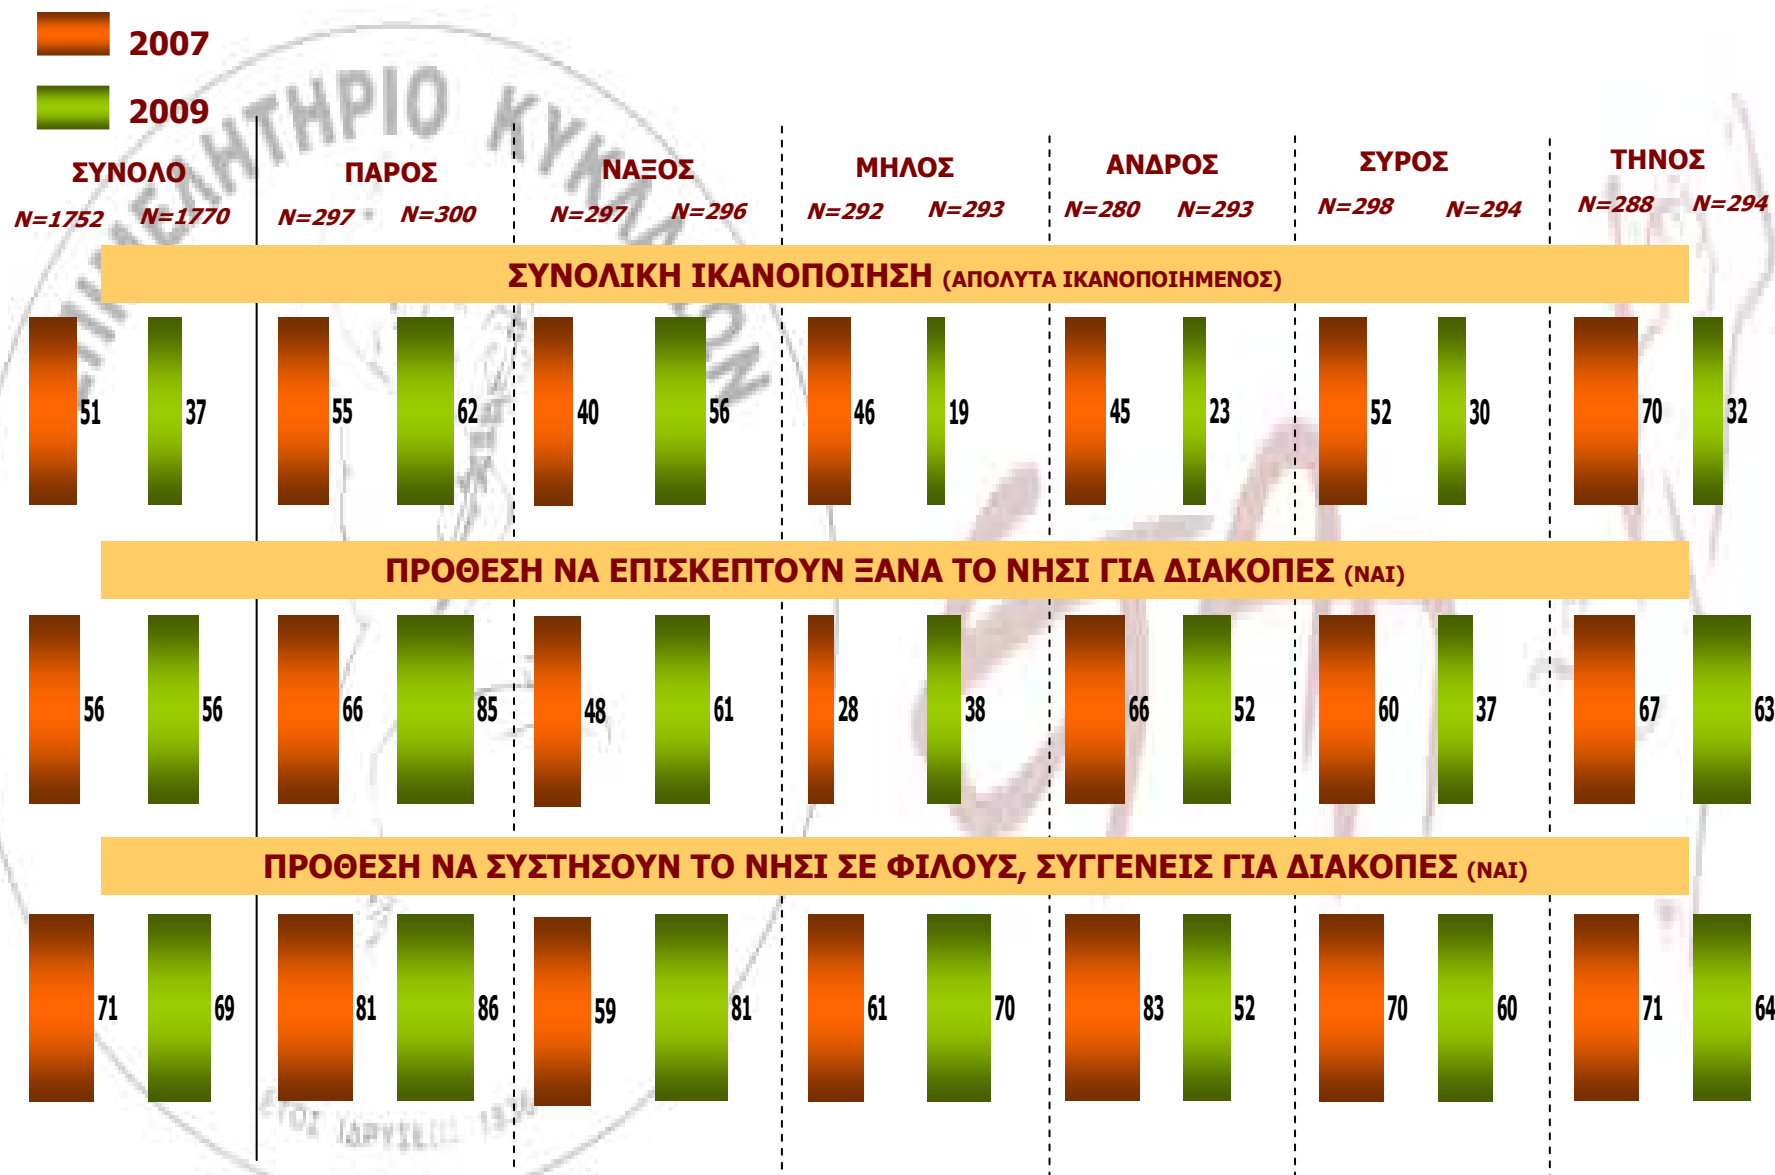 2007
2009
ΣΥΝΟΛΟ ΠΑΡΟΣ ΝΑΞΟΣ ΜΗΛΟΣ ΑΝΔΡΟΣ ΣΥΡΟΣ ΤΗΝΟΣ
N=1752 N=1770 N=297 N=300 N=297 N=296 N=292 N=293 N=280 N=293 N=298 N=294 N=288 N=294
ΣΥΝΟΛΙΚΗ ΙΚΑΝΟΠΟΙΗΣΗ (ΑΠΟΛΥΤΑ ΙΚΑΝΟΠΟΙΗΜΕΝΟΣ)
51 37 55 62 40 56 46 19 45 23 52 30 70 32
ΠΡΟΘΕΣΗ ΝΑ ΕΠΙΣΚΕΠΤΟΥΝ ΞΑΝΑ ΤΟ ΝΗΣΙ ΓΙΑ ΔΙΑΚΟΠΕΣ (ΝΑΙ)
56 56 66 85 48 61 28 38 66 52 60 37 67 63
ΠΡΟΘΕΣΗ ΝΑ ΣΥΣΤΗΣΟΥΝ ΤΟ ΝΗΣΙ ΣΕ ΦΙΛΟΥΣ, ΣΥΓΓΕΝΕΙΣ ΓΙΑ ΔΙΑΚΟΠΕΣ (ΝΑΙ)
71 69 81 86 59 81 61 70 83 52 70 60 71 64
ΕΠΙΜΕΛΗΤΗΡΙΟ ΚΥΚΛΑΔΩΝ